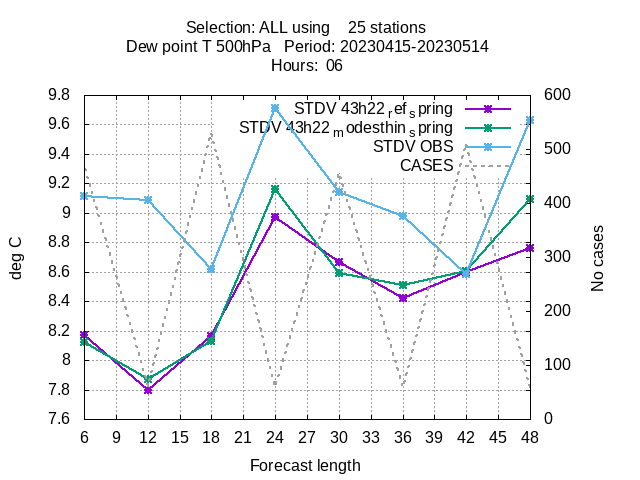 Selection: ALL using    25 stations
Dew point T 500hPa   Period: 20230415-20230514
Hours:  06
STDV 43h22 ref spring
STDV 43h22 modesthin spring
STDV OBS
CASES
9.8
9.6
9.4
9.2
9
8.8
8.6
8.4
8.2
8
7.8
7.6
600
500
400
300
200
100
0
deg C
No cases
6 9 12 15 18 21 24 27 30 33 36 39 42 45 48
Forecast length